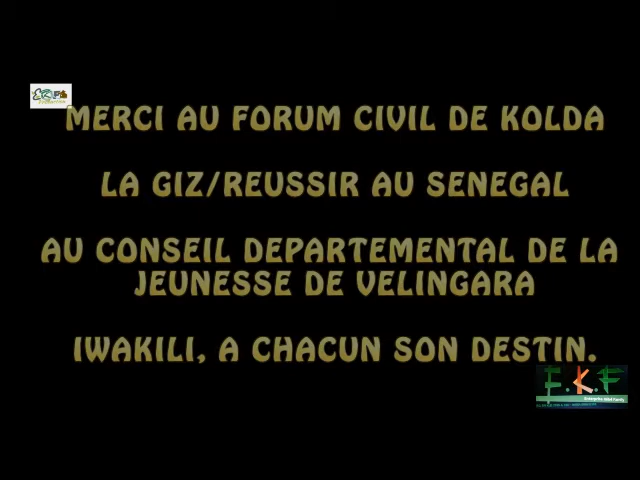 MERCI AU FORUM CIVIL DE KOLDA
LA GIZ/REUSSIR AU SENEGAL
AU CONSEIL DEPARTEMENTAL DE LA
JEUNESSE DE VELINGARA
IWAKILI, A CHACUN SON DESTIN.
F.K.F